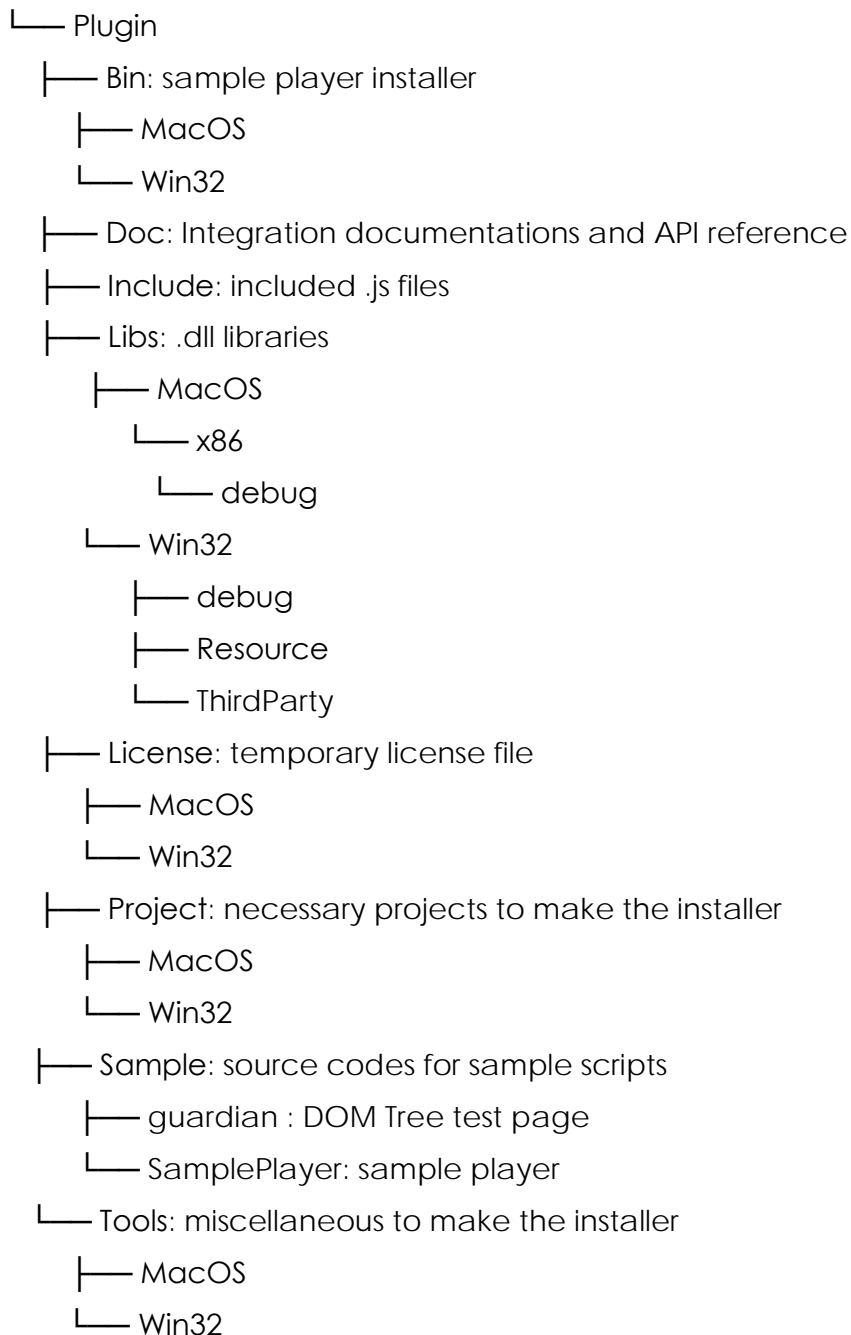 └── Plugin
├── Bin: sample player installer
├── MacOS
└── Win32
├── Doc: Integration documentations and API reference
├── Include: included .js files
├── Libs: .dll libraries
├── MacOS
└── x86
└── debug
└── Win32
├── debug
├── Resource
└── ThirdParty
├── License: temporary license file
├── MacOS
└── Win32
├── Project: necessary projects to make the installer
├── MacOS
└── Win32
├── Sample: source codes for sample scripts
├── guardian : DOM Tree test page
└── SamplePlayer: sample player
└── Tools: miscellaneous to make the installer
├── MacOS
└── Win32